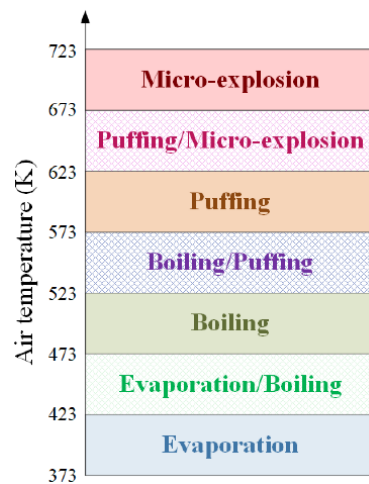 723
Micro-explosion
673
Puffing/Micro-explosion
623
Puffing
573
Boiling/Puffing
523
Boiling
473
Evaporation/Boiling
423
Evaporation
373
Air temperature (K)